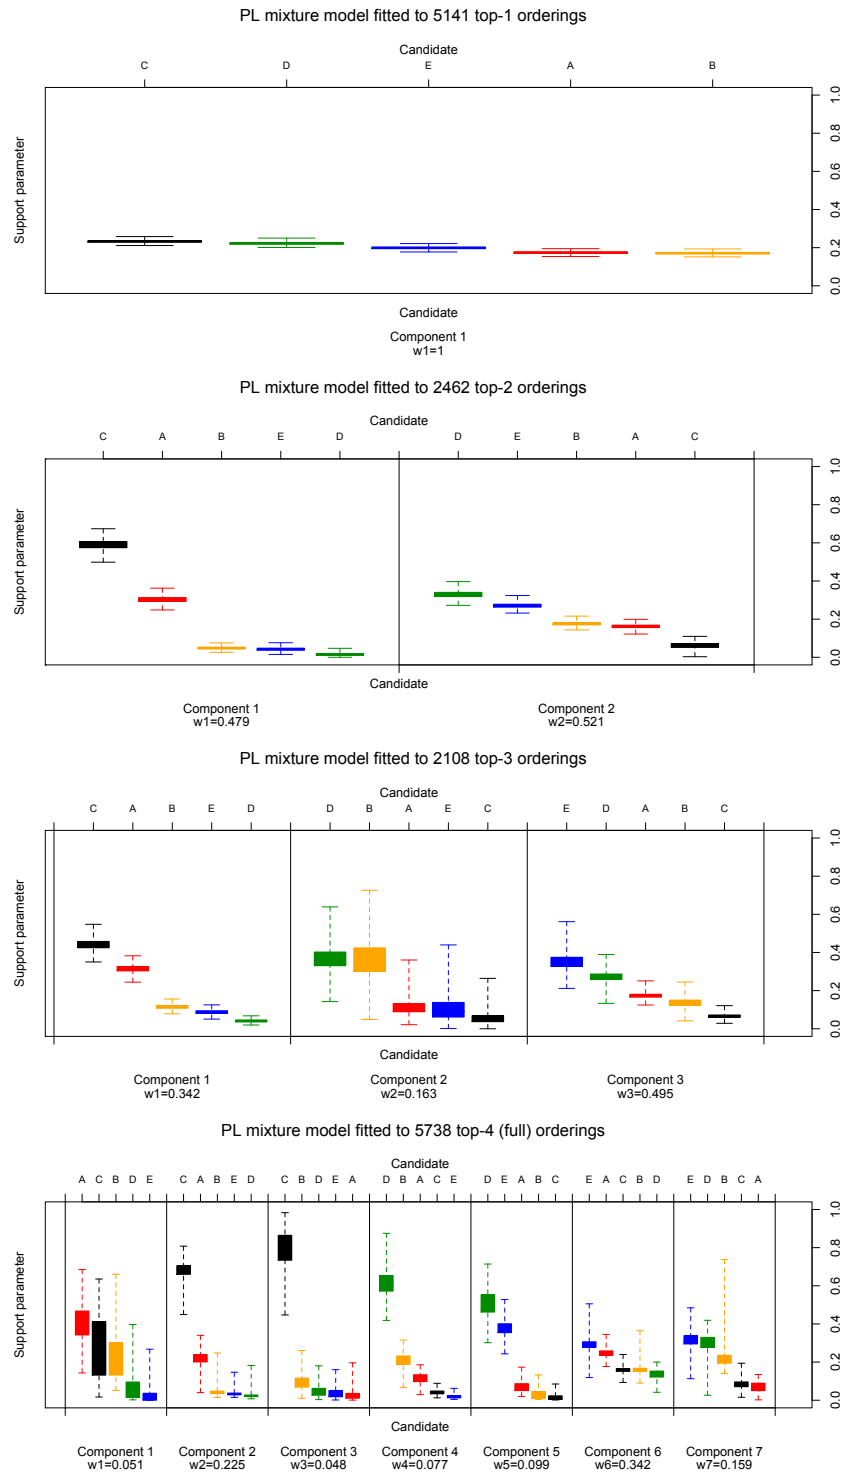 PL mixture model fitted to 5141 top-1 orderings
Candidate
C D E A B
Support parameter
0.0 0.2 0.4 0.6 0.8 1.0
Candidate
Component 1
w1=1
PL mixture model fitted to 2462 top-2 orderings
Candidate
C A B E D D E B A C
Support parameter
0.0 0.2 0.4 0.6 0.8 1.0
Candidate
Component 1 Component 2
w1=0.479 w2=0.521
PL mixture model fitted to 2108 top-3 orderings
Candidate
C A B E D D B A E C E D A B C
Support parameter
0.0 0.2 0.4 0.6 0.8 1.0
Candidate
Component 1 Component 2 Component 3
w1=0.342 w2=0.163 w3=0.495
PL mixture model fitted to 5738 top-4 (full) orderings
Candidate
A C B D E C A B E D C B D E A D B A C E D E A B C E A C B D E D B C A
Support parameter
0.0 0.2 0.4 0.6 0.8 1.0
Candidate
Component 1 Component 2 Component 3 Component 4 Component 5 Component 6 Component 7
w1=0.051 w2=0.225 w3=0.048 w4=0.077 w5=0.099 w6=0.342 w7=0.159